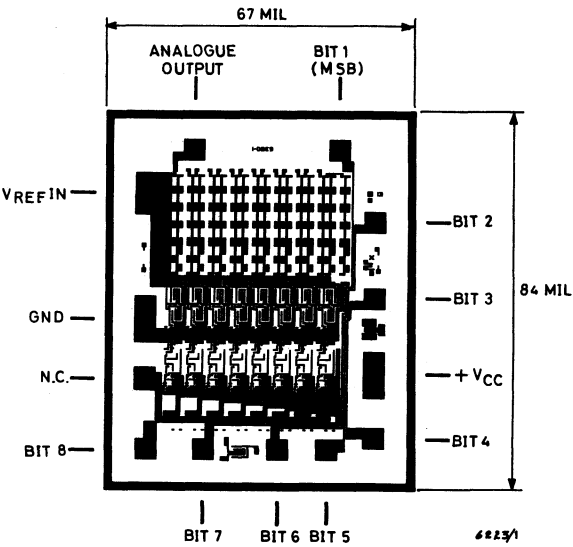 67 MIL
ANALOGUE
OUTPUT
BIT 1
(MSB)
VREF IN
BIT 2
BIT 3
84 MIL
GND
N.C.
+ VCC
BIT 4
BIT 8
BIT 7
BIT 6
BIT 5
6223/1